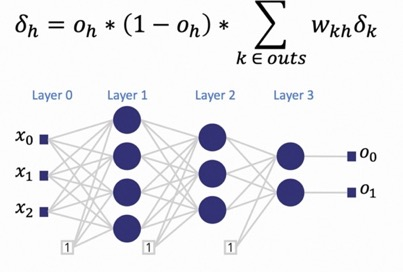 δₕ = oₕ * (1 − oₕ) * ∑ wₖₕδₖ
k ∈ outs
Layer 0 Layer 1 Layer 2 Layer 3
x₀ o₀
x₁ o₁
x₂
1 1 1